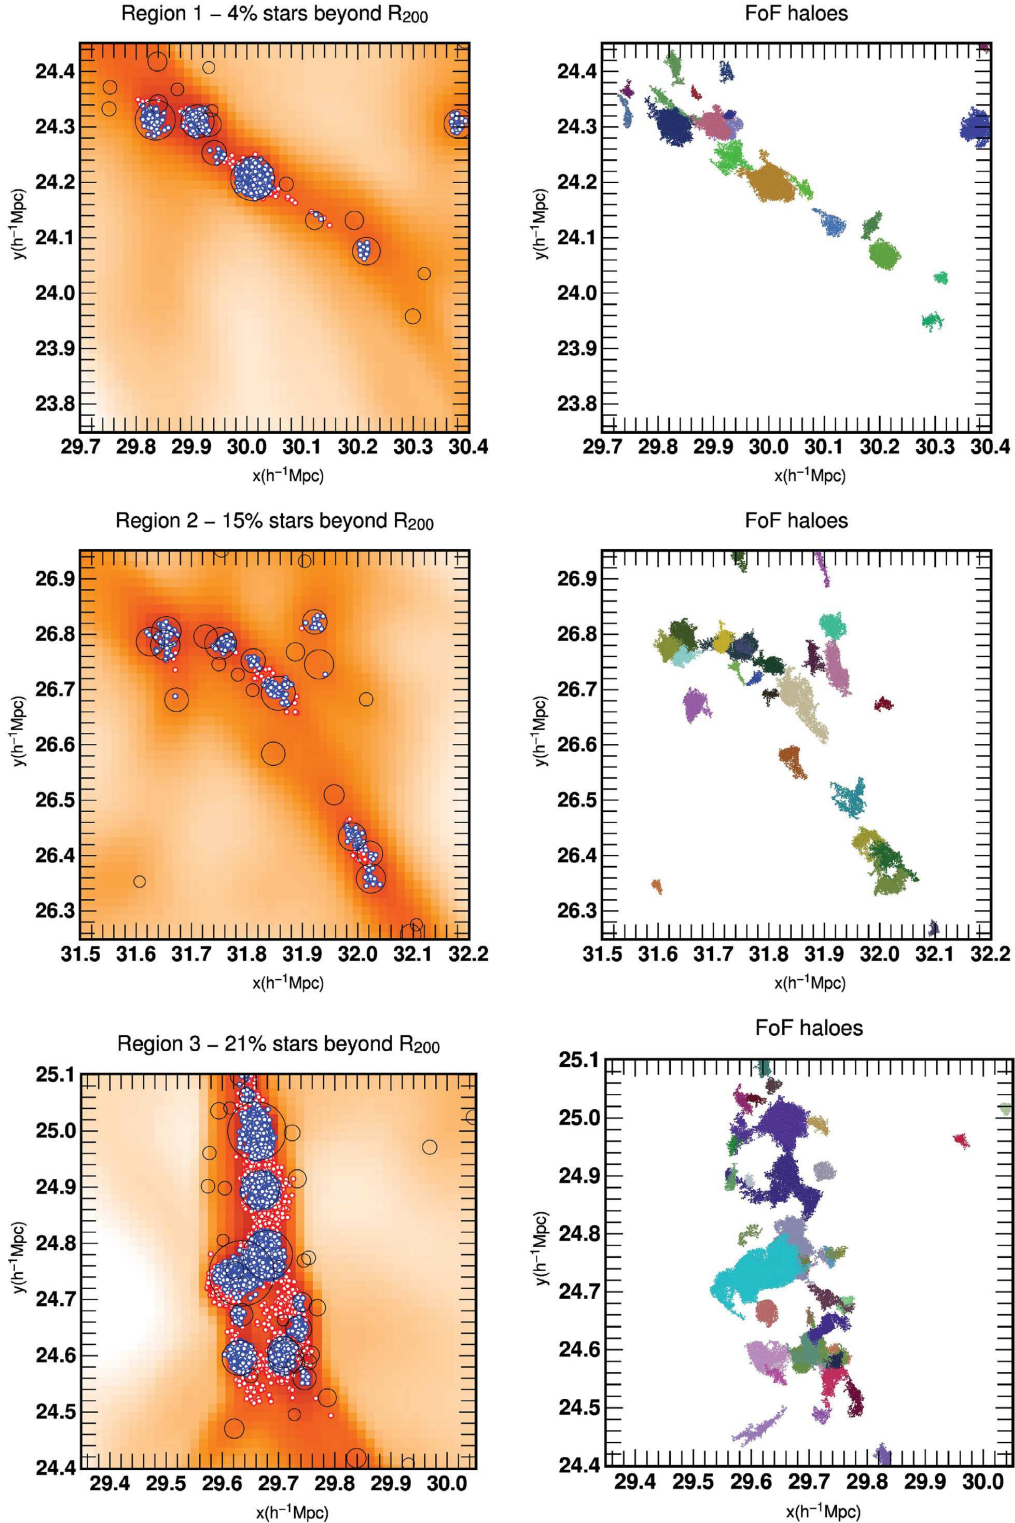 Region 1 – 4% stars beyond R200
FoF haloes
24.4
24.3
24.2
24.1
24.0
23.9
23.8
y(h−1Mpc)
29.7 29.8 29.9 30.0 30.1 30.2 30.3 30.4
x(h−1Mpc)
24.4
24.3
24.2
24.1
24.0
23.9
23.8
y(h−1Mpc)
29.7 29.8 29.9 30.0 30.1 30.2 30.3 30.4
x(h−1Mpc)
Region 2 – 15% stars beyond R200
FoF haloes
26.9
26.8
26.7
26.6
26.5
26.4
26.3
y(h−1Mpc)
31.5 31.6 31.7 31.8 31.9 32.0 32.1 32.2
x(h−1Mpc)
26.9
26.8
26.7
26.6
26.5
26.4
26.3
y(h−1Mpc)
31.5 31.6 31.7 31.8 31.9 32.0 32.1 32.2
x(h−1Mpc)
Region 3 – 21% stars beyond R200
FoF haloes
25.1
25.0
24.9
24.8
24.7
24.6
24.5
24.4
y(h−1Mpc)
29.4 29.5 29.6 29.7 29.8 29.9 30.0
x(h−1Mpc)
25.1
25.0
24.9
24.8
24.7
24.6
24.5
24.4
y(h−1Mpc)
29.4 29.5 29.6 29.7 29.8 29.9 30.0
x(h−1Mpc)